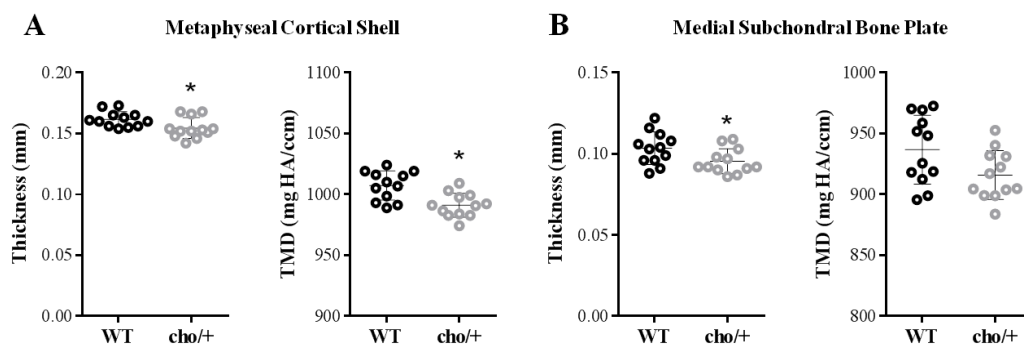 A
Metaphyseal Cortical Shell
Thickness (mm)
0.20
0.15
0.10
0.05
0.00
*
WT
cho/+
TMD (mg HA/ccm)
1100
1050
1000
950
900
*
WT
cho/+
B
Medial Subchondral Bone Plate
Thickness (mm)
0.15
0.10
0.05
0.00
*
WT
cho/+
TMD (mg HA/ccm)
1000
950
900
850
800
WT
cho/+